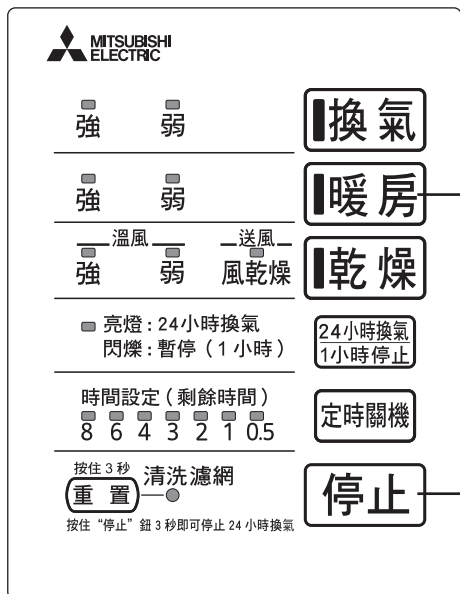 MITSUBISHI
ELECTRIC
強 弱 換氣
強 弱 暖房
溫風 送風
強 弱 風乾燥 乾燥
亮燈:24小時換氣
閃爍:暫停(1小時)
24小時換氣
1小時停止
時間設定(剩餘時間)
8 6 4 3 2 1 0.5
定時關機
按住3秒
重置 清洗濾網
停止
按住“停止”鈕3秒即可停止24小時換氣